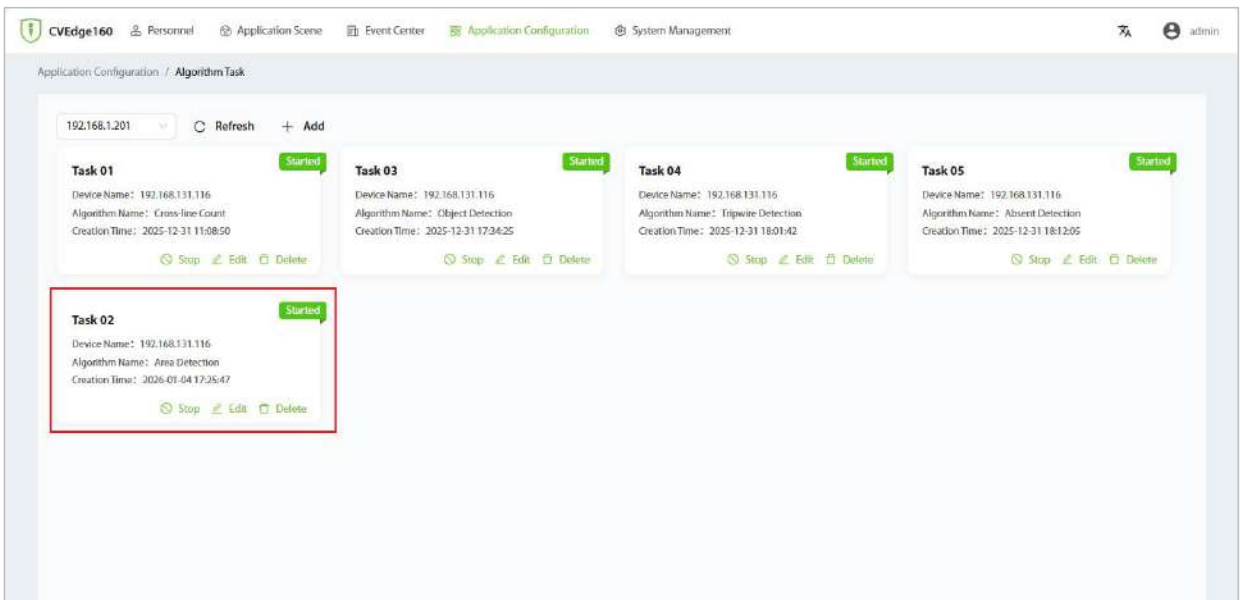 CVEdge160 Personnel Application Scene Event Center Application Configuration System Management admin
Application Configuration / Algorithm Task
192.168.1.201 Refresh + Add
Task 01 Started
Device Name： 192.168.131.116
Algorithm Name： Cross-line Count
Creation Time： 2025-12-31 11:08:50
Stop Edit Delete
Task 03 Started
Device Name： 192.168.131.116
Algorithm Name： Object Detection
Creation Time： 2025-12-31 17:34:25
Stop Edit Delete
Task 04 Started
Device Name： 192.168.131.116
Algorithm Name： Tripwire Detection
Creation Time： 2025-12-31 18:01:42
Stop Edit Delete
Task 05 Started
Device Name： 192.168.131.116
Algorithm Name： Absent Detection
Creation Time： 2025-12-31 18:12:05
Stop Edit Delete
Task 02 Started
Device Name： 192.168.131.116
Algorithm Name： Area Detection
Creation Time： 2026-01-04 17:25:47
Stop Edit Delete